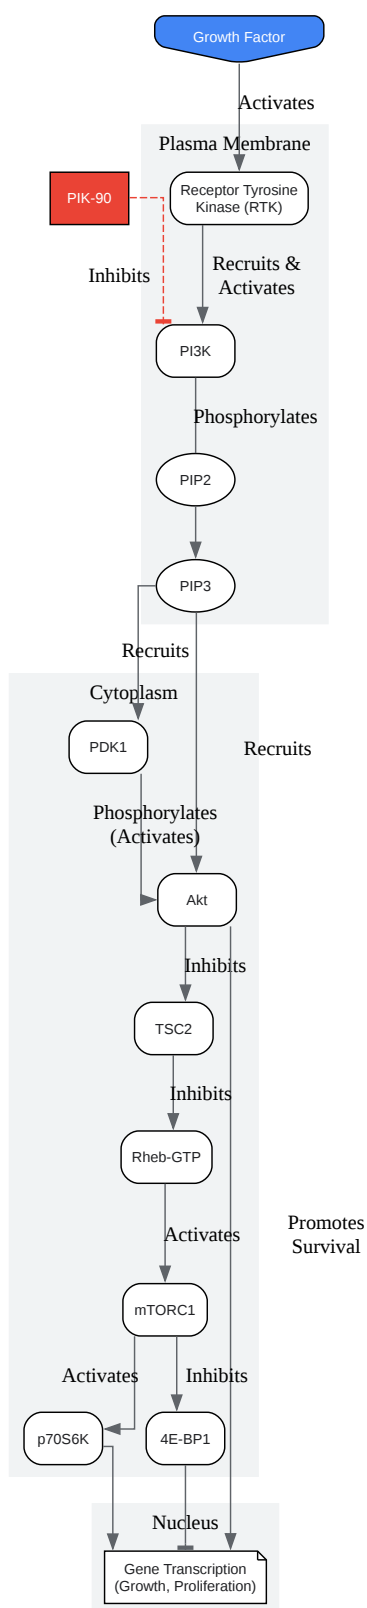 Growth Factor
Activates
Plasma Membrane
PIK-90
Receptor Tyrosine
Kinase (RTK)
Inhibits
Recruits &
Activates
PI3K
Phosphorylates
PIP2
PIP3
Recruits
Cytoplasm
PDK1
Recruits
Phosphorylates
(Activates)
Akt
Inhibits
TSC2
Inhibits
Rheb-GTP
Promotes
Survival
Activates
mTORC1
Activates
Inhibits
p70S6K
4E-BP1
Nucleus
Gene Transcription
(Growth, Proliferation)